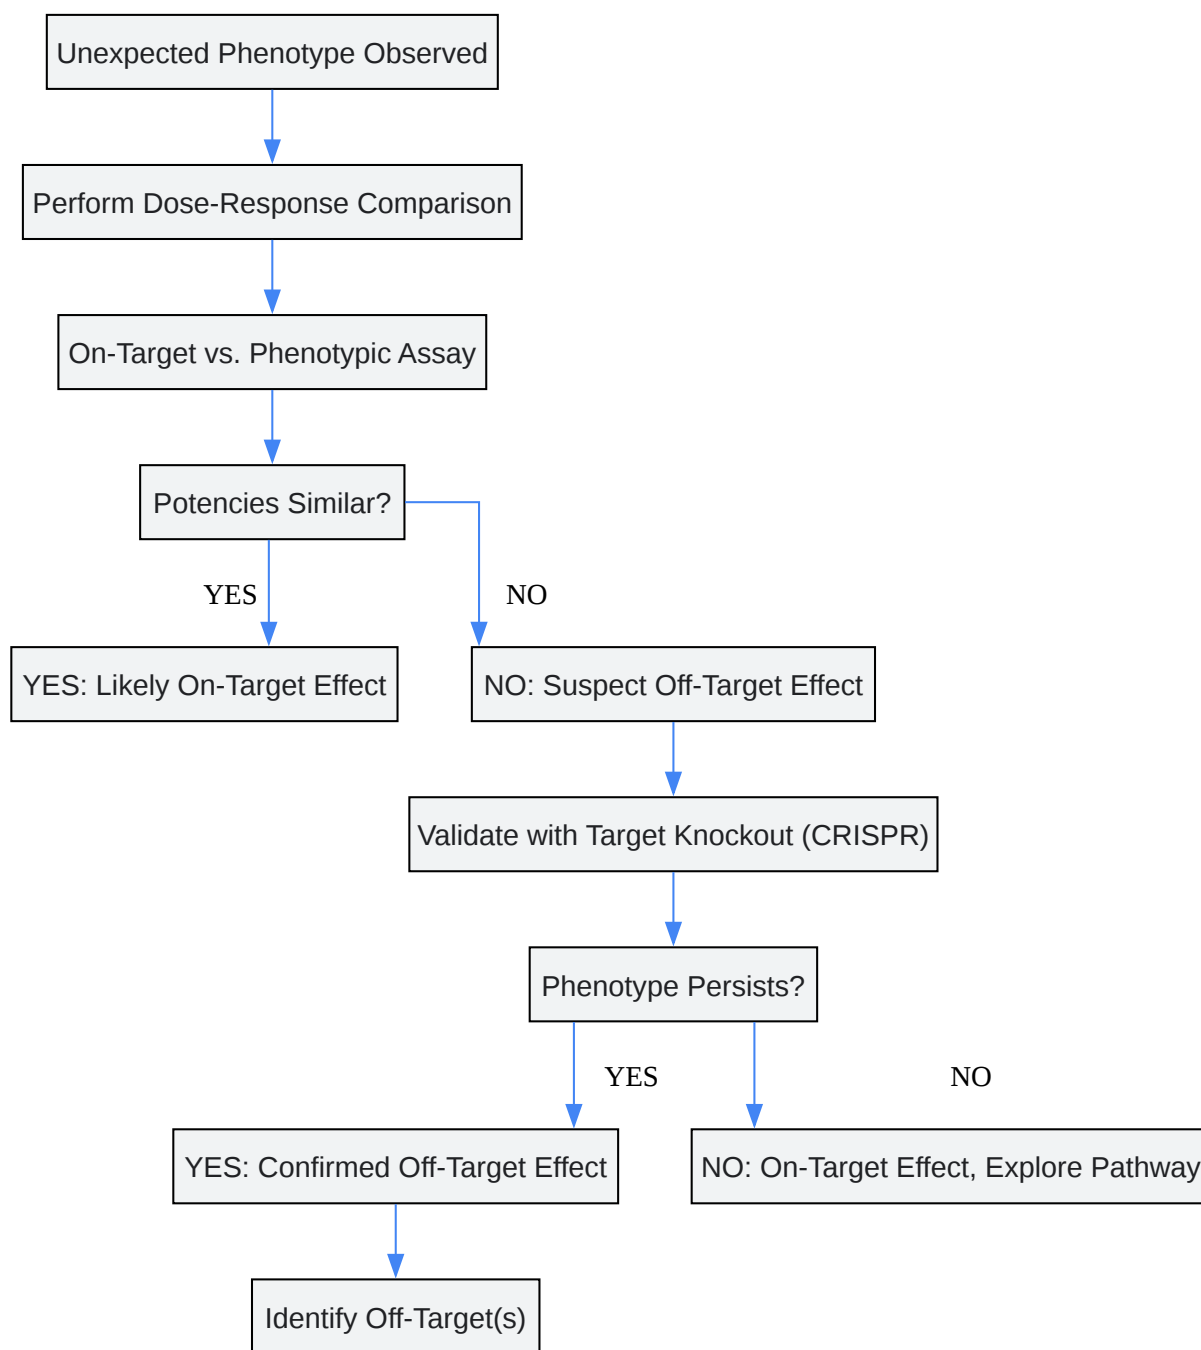 Unexpected Phenotype Observed
Perform Dose-Response Comparison
On-Target vs. Phenotypic Assay
Potencies Similar?
YES
NO
YES: Likely On-Target Effect
NO: Suspect Off-Target Effect
Validate with Target Knockout (CRISPR)
Phenotype Persists?
YES
NO
YES: Confirmed Off-Target Effect
NO: On-Target Effect, Explore Pathway
Identify Off-Target(s)